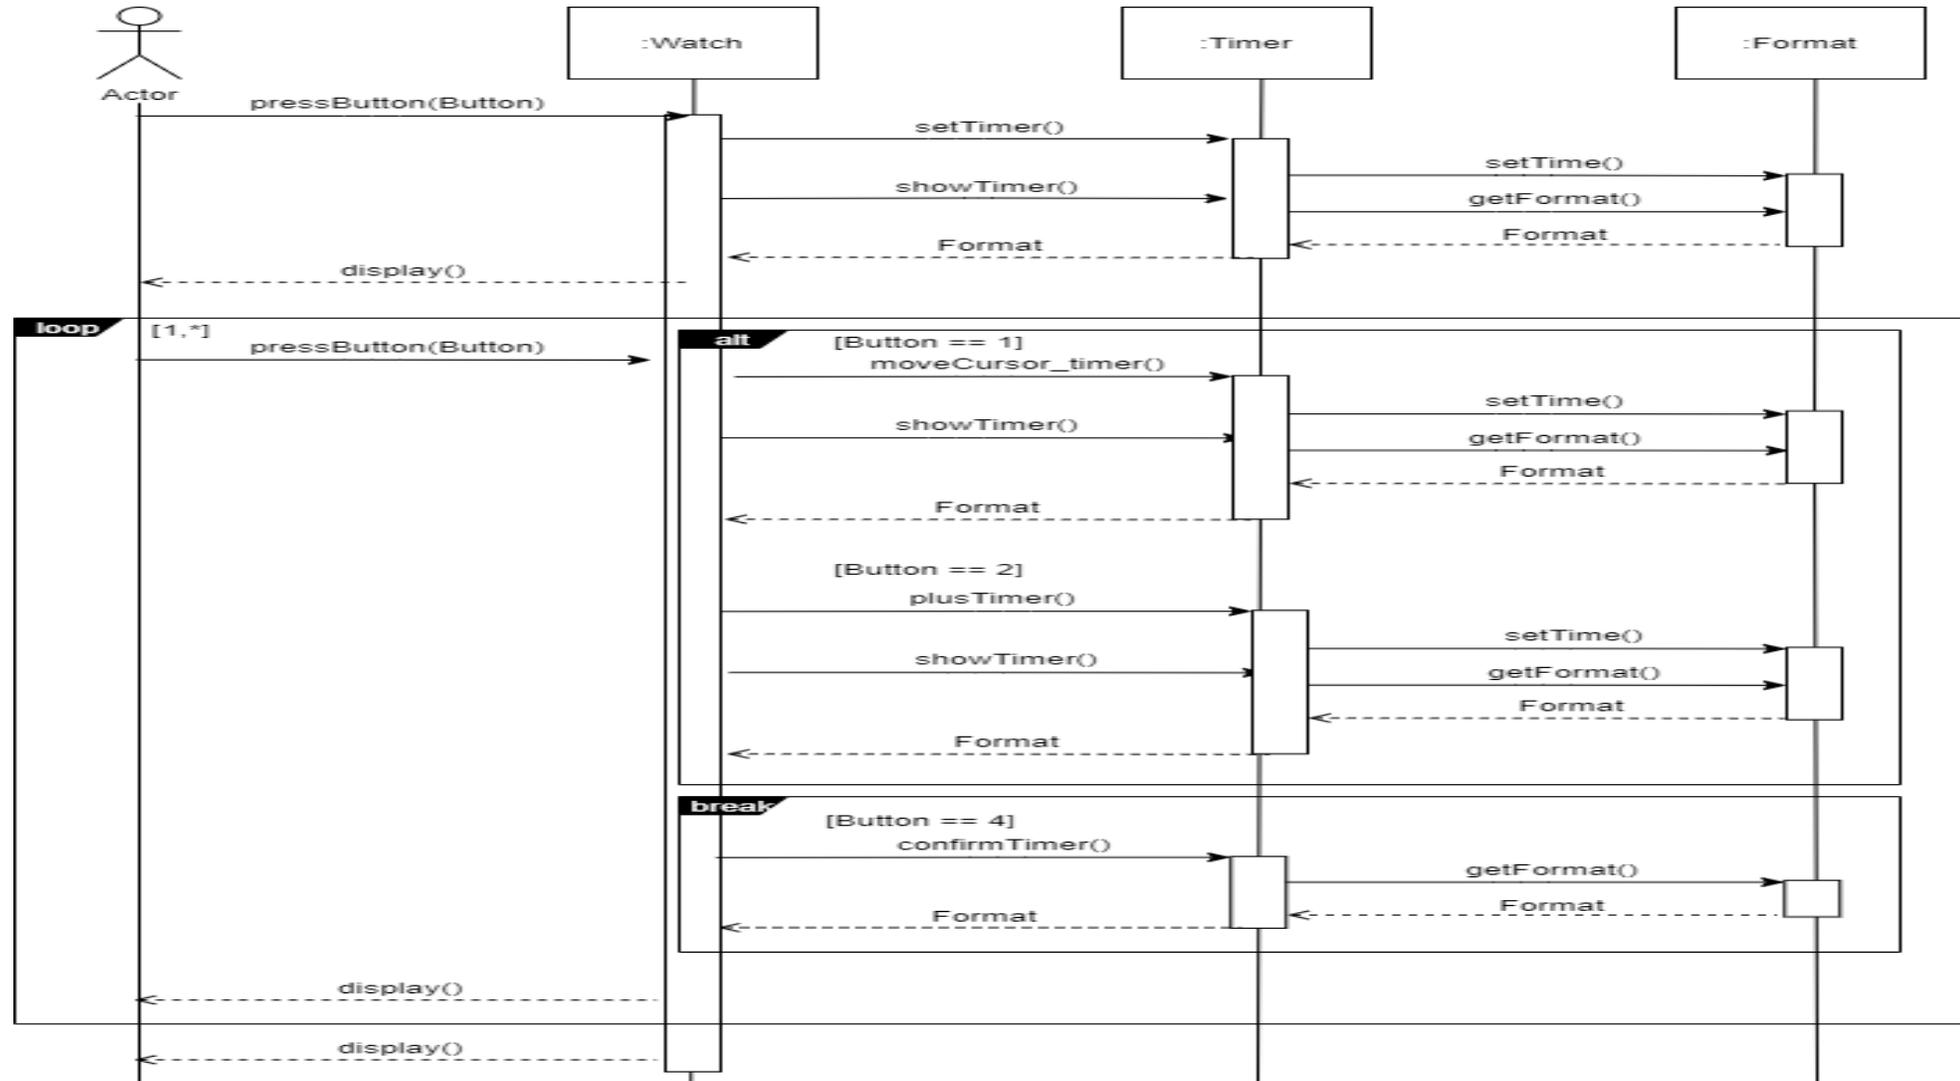 :Watch
:Timer
:Format
Actor
pressButton(Button)
setTimer()
setTime()
showTimer()
getFormat()
Format
Format
display()
loop
[1,*]
pressButton(Button)
alt
[Button == 1]
moveCursor_timer()
setTime()
showTimer()
getFormat()
Format
Format
[Button == 2]
plusTimer()
setTime()
showTimer()
getFormat()
Format
Format
break
[Button == 4]
confirmTimer()
getFormat()
Format
Format
display()
display()